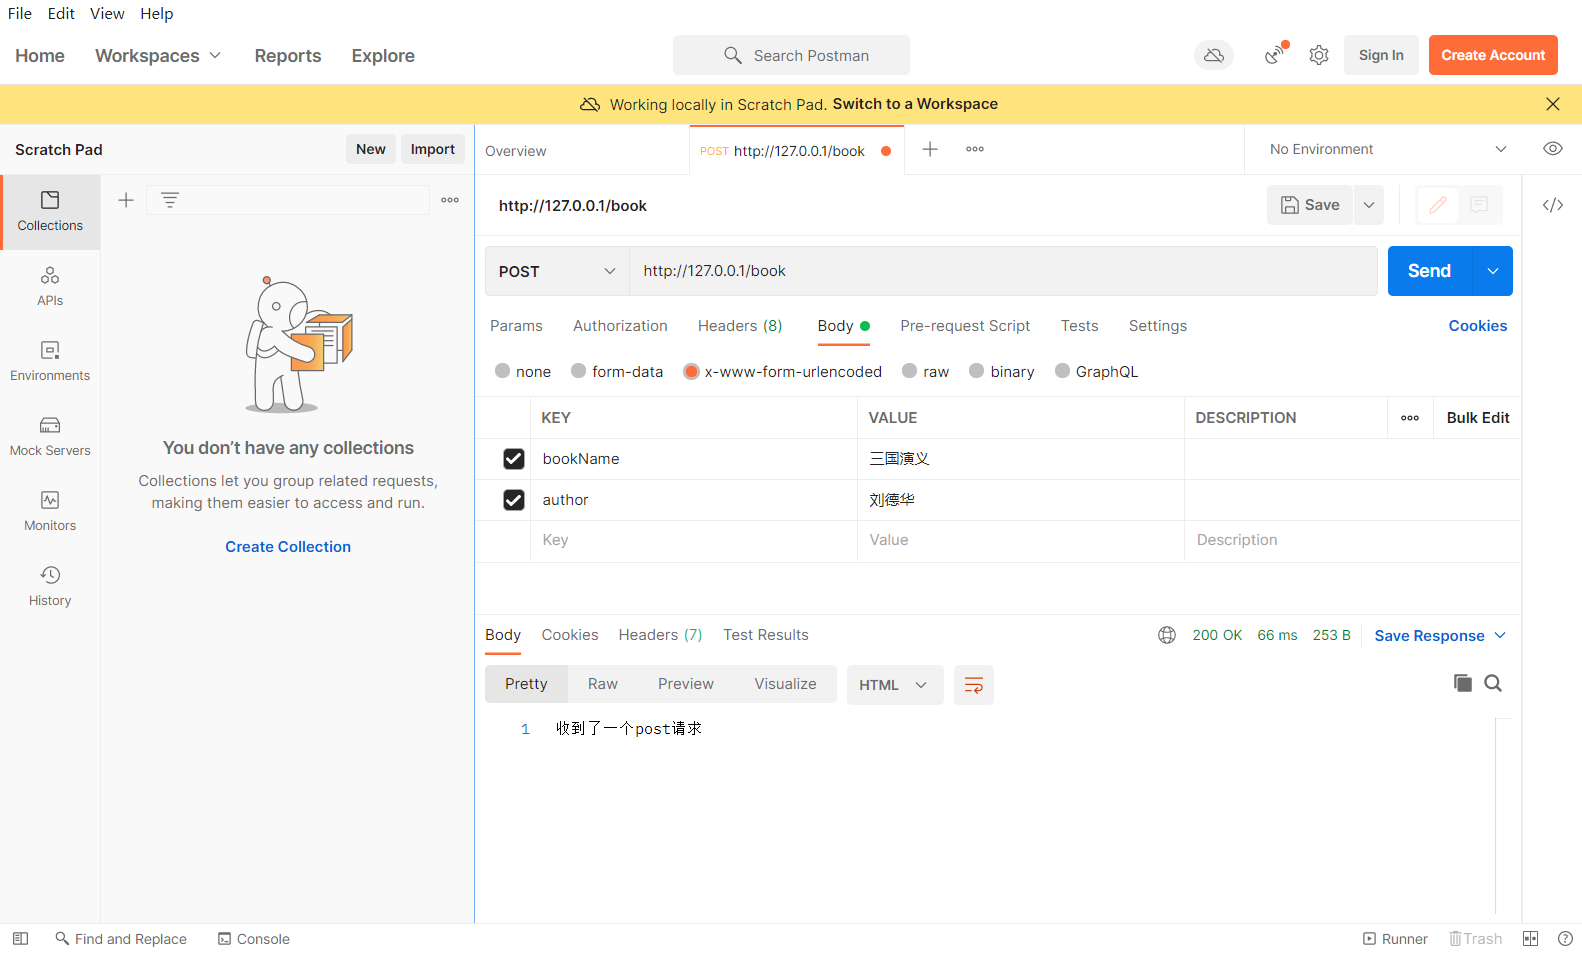 File Edit View Help
Home Workspaces Reports Explore Search Postman Sign In Create Account
Working locally in Scratch Pad. Switch to a Workspace
Scratch Pad New Import Overview POST http://127.0.0.1/book No Environment
http://127.0.0.1/book Save
Collections
POST http://127.0.0.1/book Send
APIs
Params Authorization Headers (8) Body Pre-request Script Tests Settings Cookies
Environments
none form-data x-www-form-urlencoded raw binary GraphQL
KEY VALUE DESCRIPTION Bulk Edit
Mock Servers
You don’t have any collections
bookName 三国演义
Collections let you group related requests,
making them easier to access and run.
author 刘德华
Monitors
Create Collection
Key Value Description
History
Body Cookies Headers (7) Test Results 200 OK 66 ms 253 B Save Response
Pretty Raw Preview Visualize HTML
1 收到了一个post请求
Find and Replace Console Runner Trash